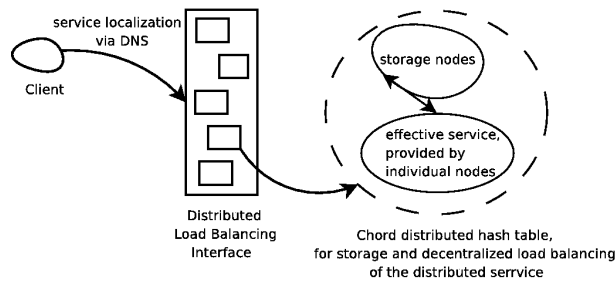 service localization
via DNS
Client
storage nodes
effective service,
provided by
individual nodes
Distributed
Load Balancing
Interface
Chord distributed hash table,
for storage and decentralized load balancing
of the distributed serrvice